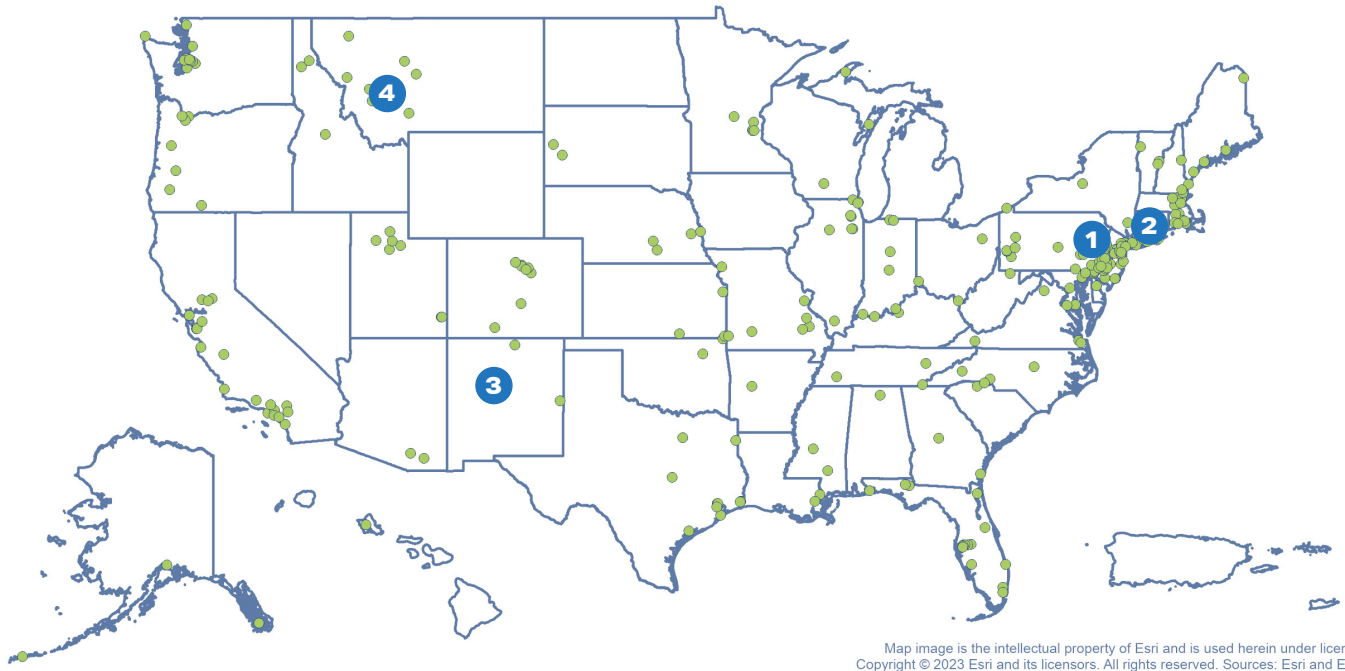 4
2
1
3
Map image is the intellectual property of Esri and is used herein under licen
Copyright © 2023 Esri and its licensors. All rights reserved. Sources: Esri and E